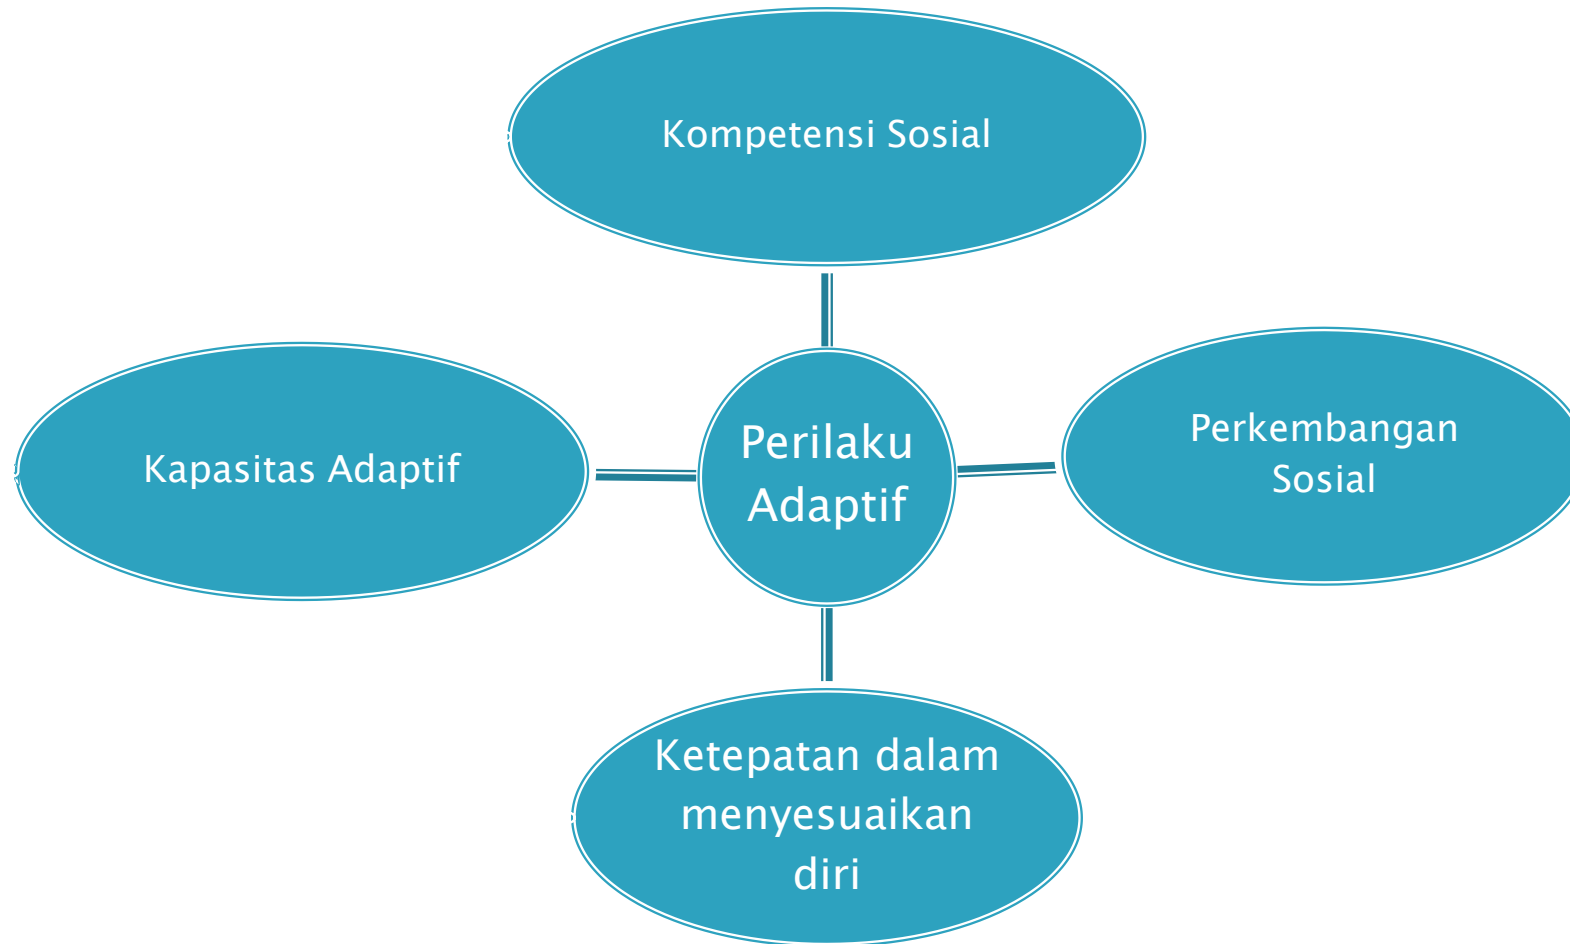 Kompetensi Sosial
Perkembangan
Sosial
Perilaku
Adaptif
Kapasitas Adaptif
Ketepatan dalam
menyesuaikan
diri